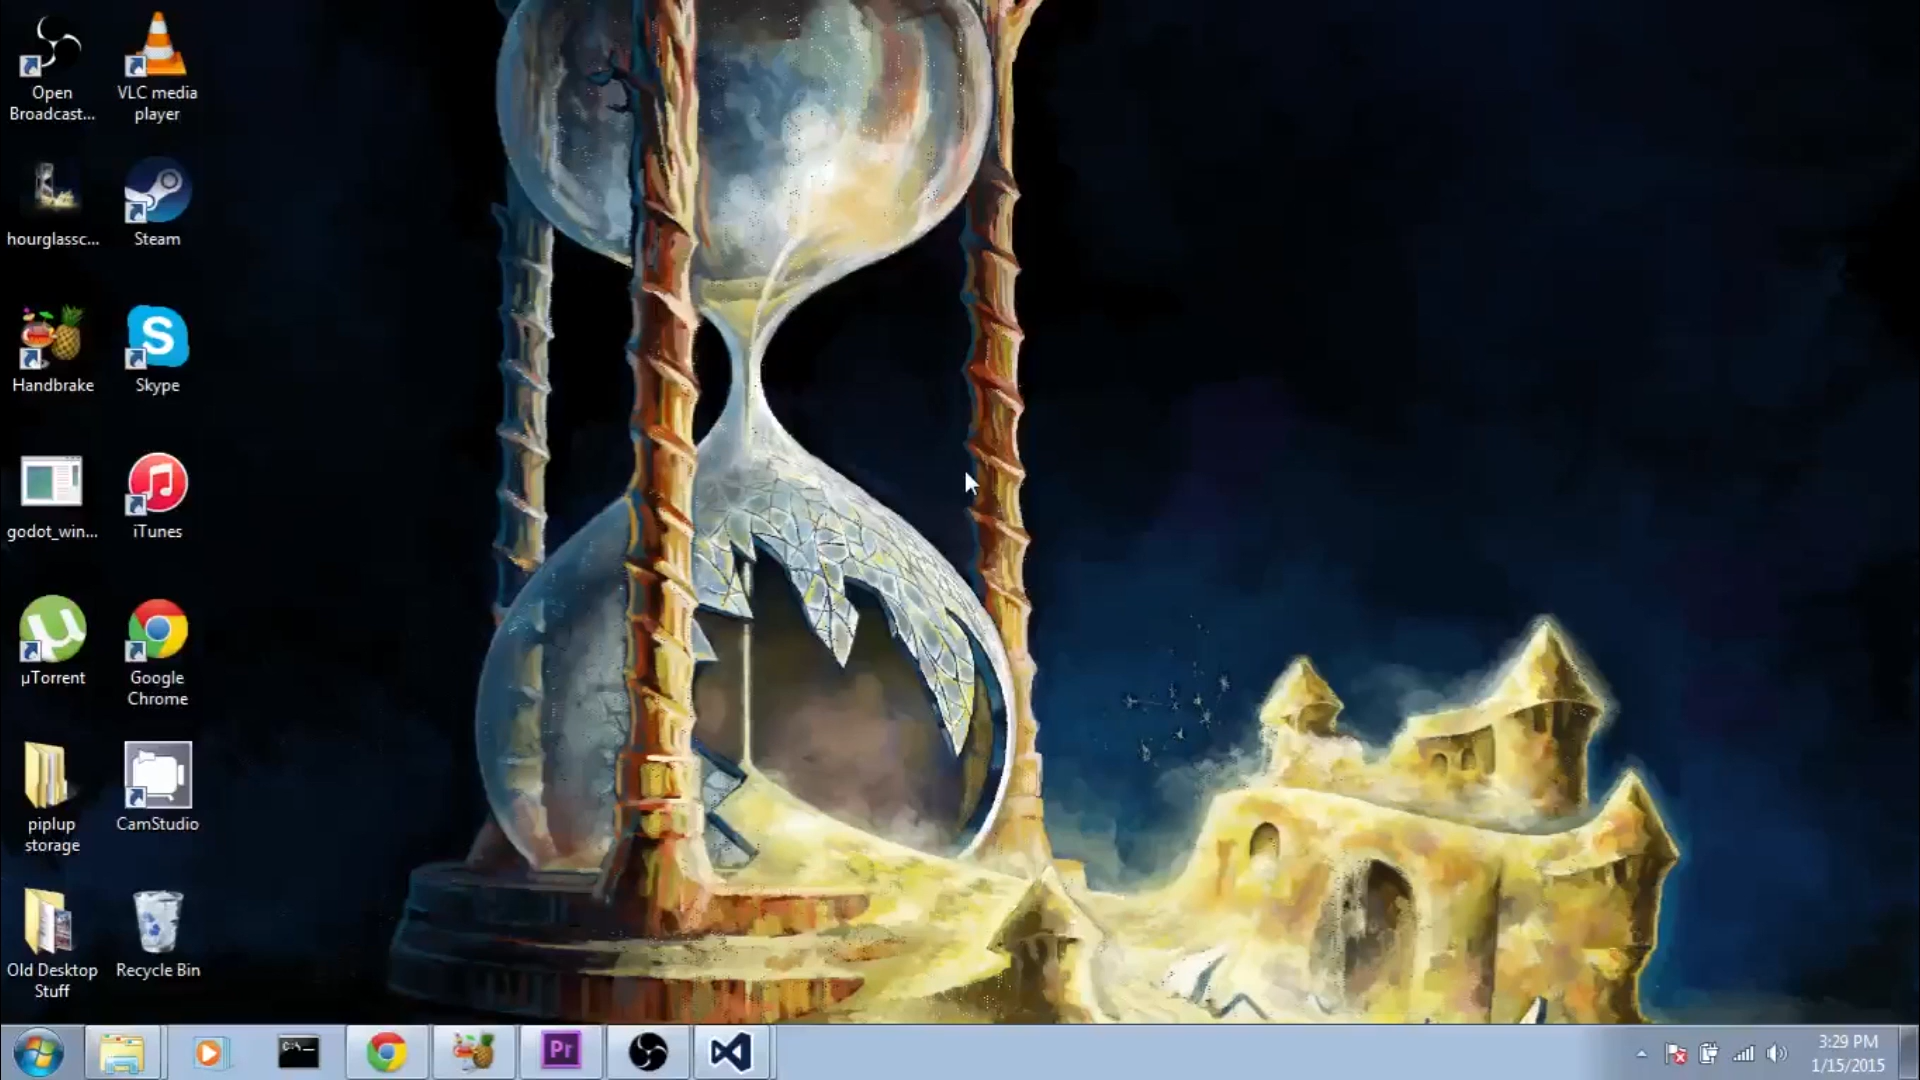 Open
Broadcast...
VLC media
player
hourglassc...
Steam
Handbrake
Skype
godot_win...
iTunes
µTorrent
Google
Chrome
piplup
storage
CamStudio
Old Desktop
Stuff
Recycle Bin
C:\—
Pr
3:29 PM
1/15/2015